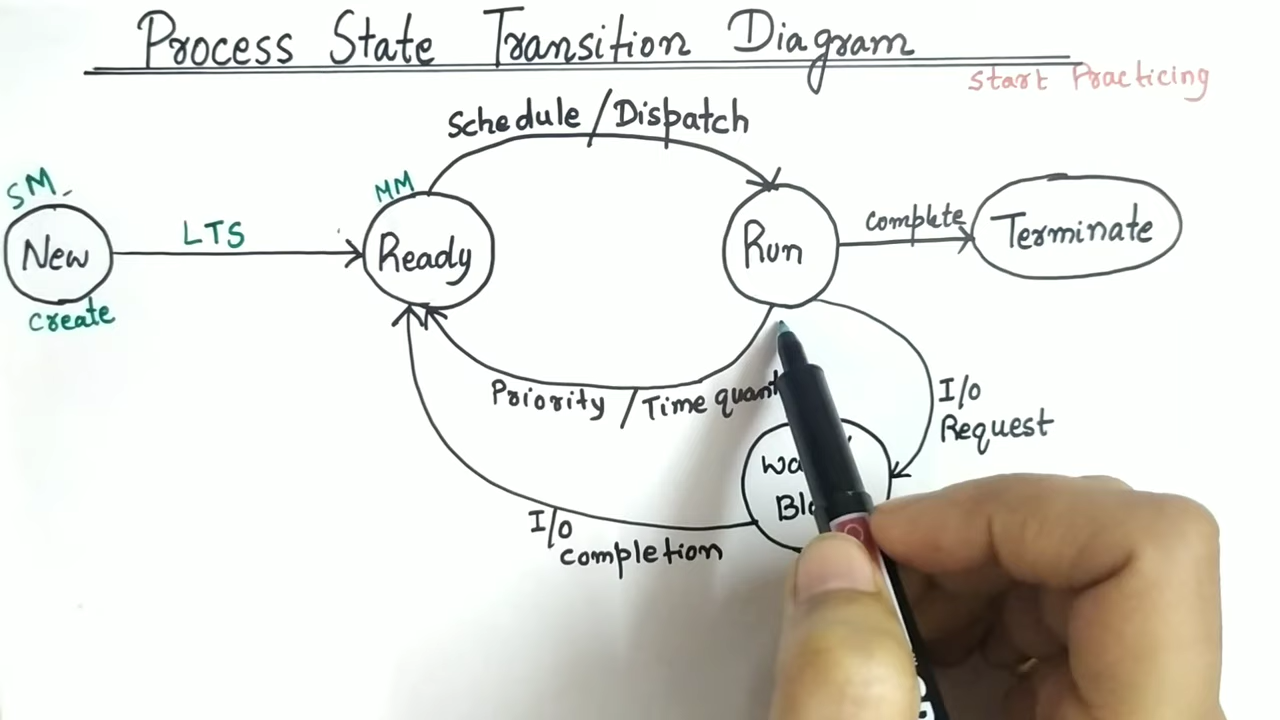 Process State Transition Diagram
Start Practicing
Schedule / Dispatch
SM
MM
New
LTS
Ready
Run
complete
Terminate
create
Priority / Time
I/o
Request
I/o
completion